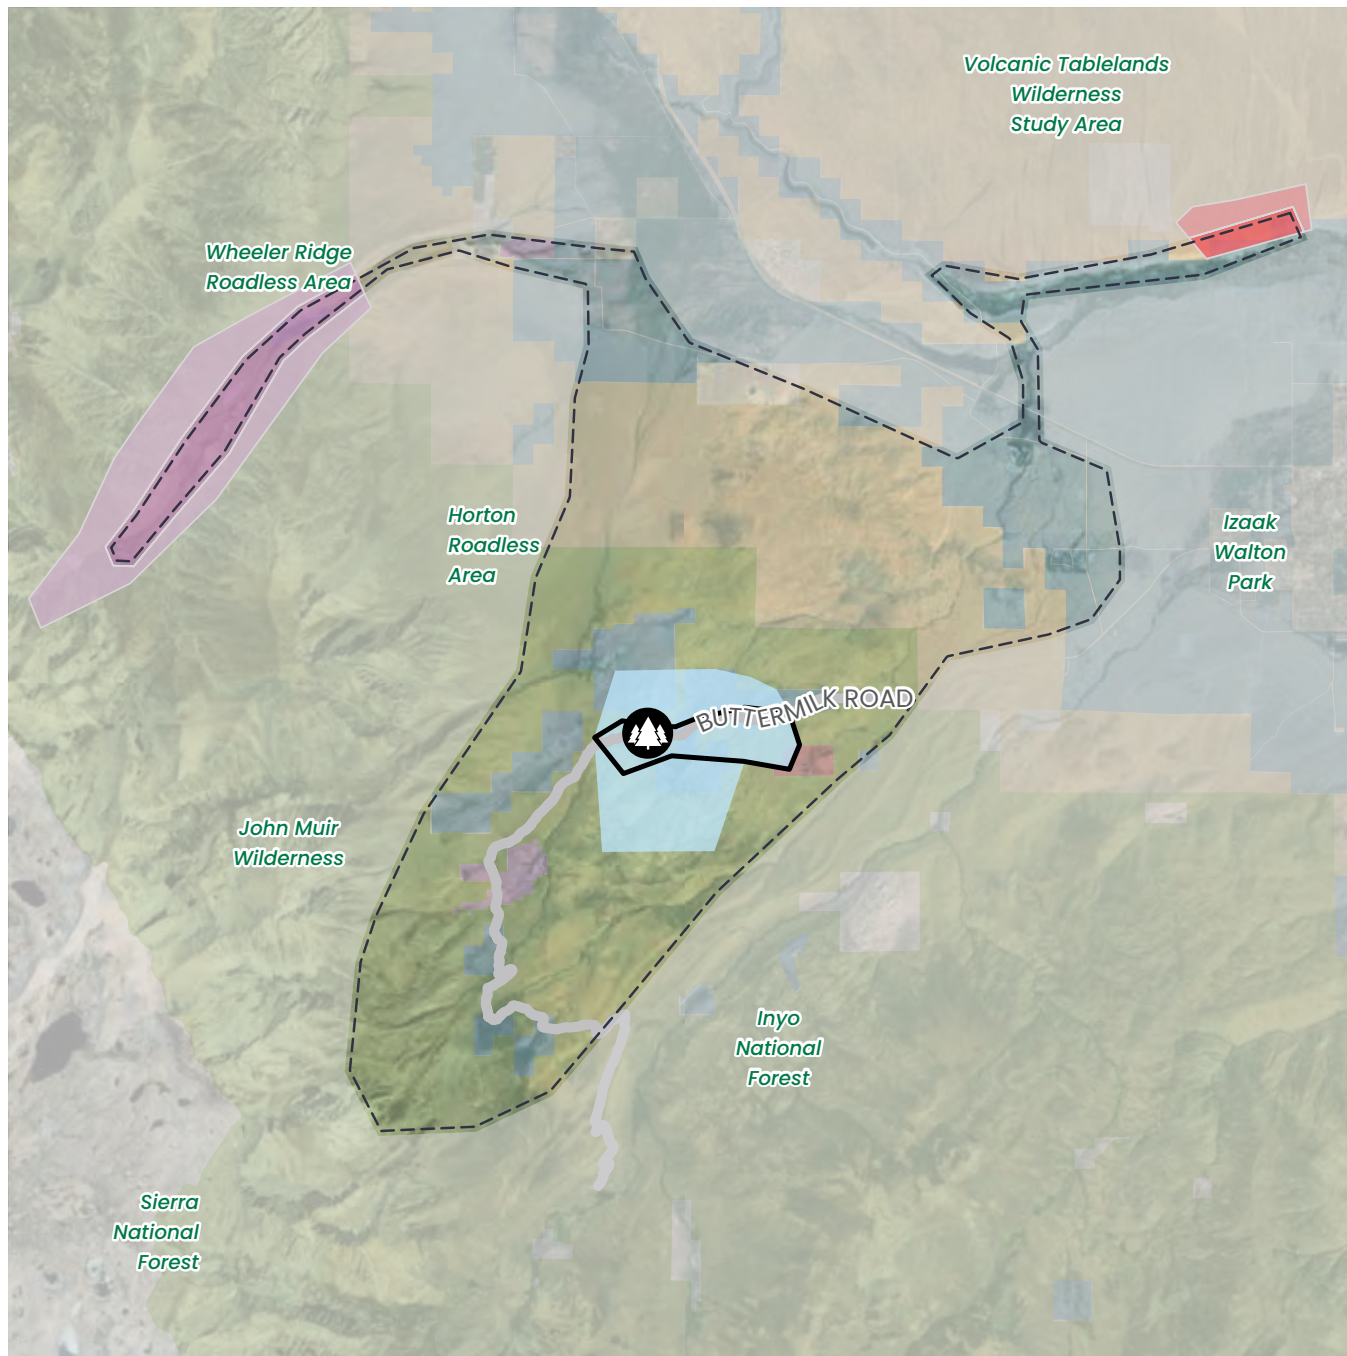 Volcanic Tablelands
Wilderness
Study Area
Wheeler Ridge
Roadless Area
Horton
Roadless
Area
Izaak
Walton
Park
BUTTERMILK ROAD
John Muir
Wilderness
Inyo
National
Forest
Sierra
National
Forest